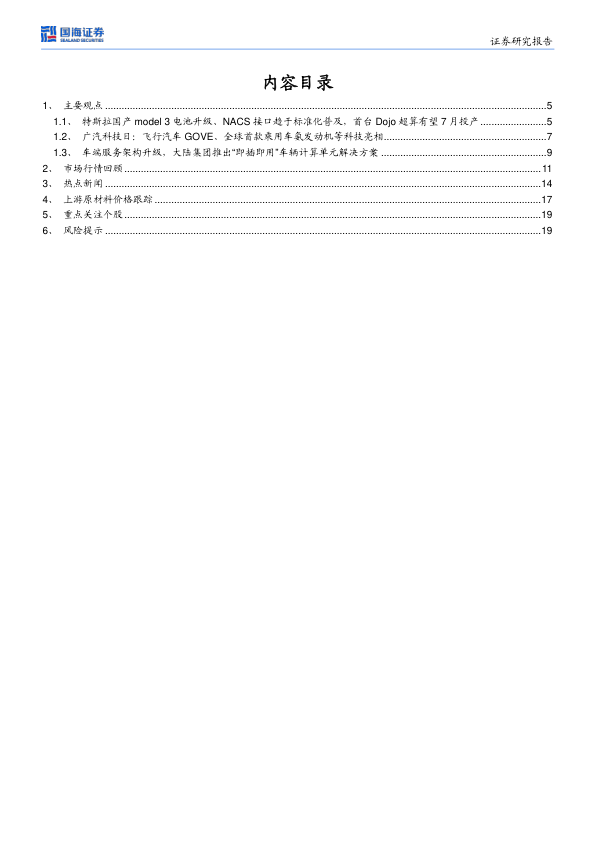 国海证券
SEALAND SECURITIES
证券研究报告
内容目录
1、 主要观点 ................ 5
1.1、 特斯拉国产 model 3 电池升级、NACS 接口趋于标准化普及，首台 Dojo 超算有望 7 月投产 ................ 5
1.2、 广汽科技日：飞行汽车 GOVE、全球首款乘用车氨发动机等科技亮相................ 7
1.3、 车端服务架构升级，大陆集团推出“即插即用”车辆计算单元解决方案 ................ 9
2、 市场行情回顾 ................ 11
3、 热点新闻 ................ 14
4、 上游原材料价格跟踪 ................ 17
5、 重点关注个股 ................ 19
6、 风险提示 ................ 19